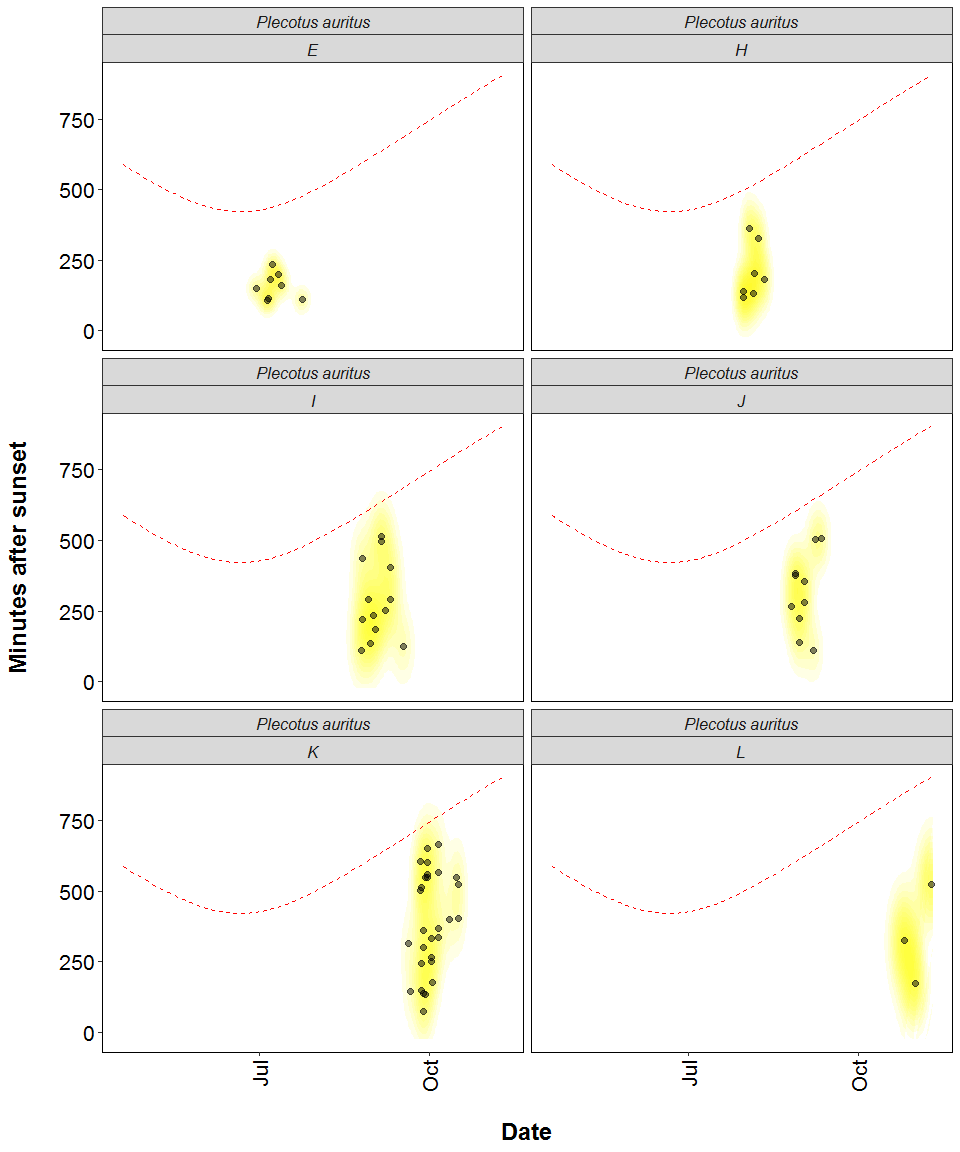 Plecotus auritus
Plecotus auritus
E
H
750
500
250
0
Plecotus auritus
Plecotus auritus
I
J
750
500
250
0
Minutes after sunset
Plecotus auritus
Plecotus auritus
K
L
750
500
250
0
Jul
Oct
Jul
Oct
Date